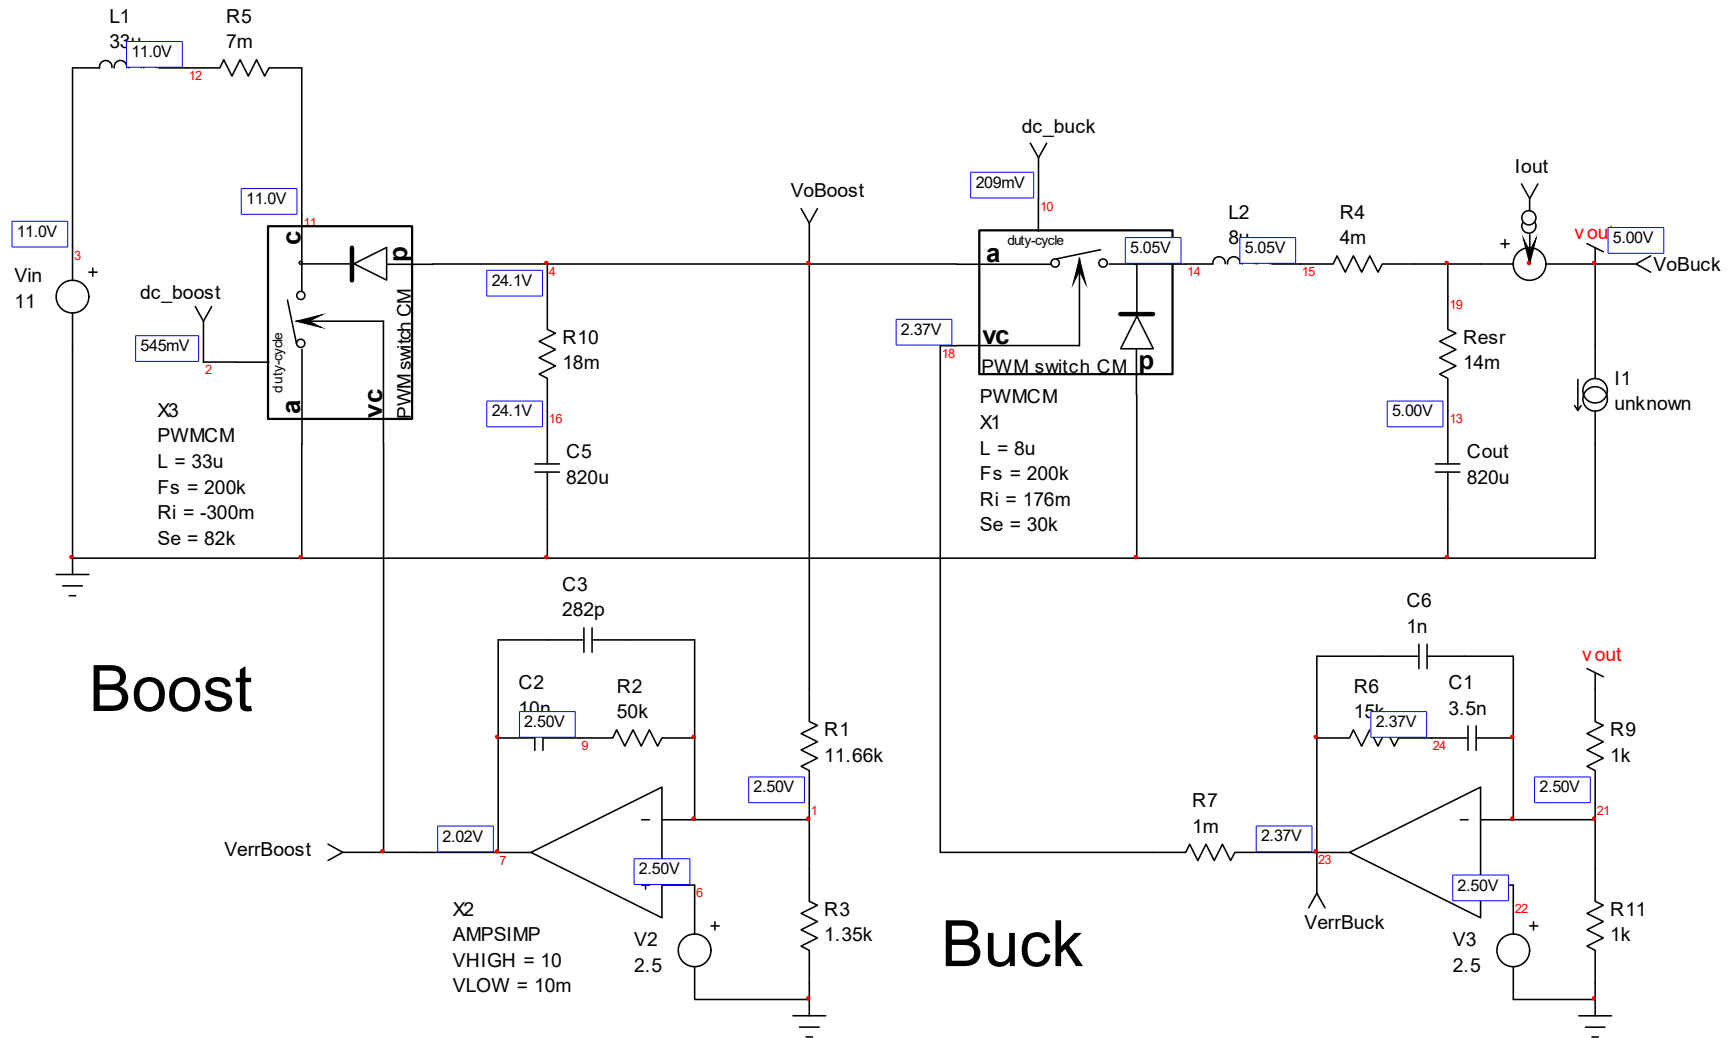 L1
33u
11.0V
12
R5
7m
11.0V
11
11.0V
3
+
Vin
11
dc_boost
545mV
2
c
p
a
vc
duty-cycle
PWM switch CM
X3
PWMCM
L = 33u
Fs = 200k
Ri = -300m
Se = 82k
24.1V
4
R10
18m
24.1V
16
C5
820u
VoBoost
dc_buck
209mV
10
a
duty-cycle
5.05V
14
vc
PWM switch CM
p
2.37V
18
PWMCM
X1
L = 8u
Fs = 200k
Ri = 176m
Se = 30k
L2
5.05V
15
R4
4m
Iout
+
vout
5.00V
VoBuck
19
Resr
14m
5.00V
13
Cout
820u
I1
unknown
Boost
C3
282p
C2
10n
2.50V
9
R2
50k
R1
11.66k
2.50V
1
VerrBoost
2.02V
7
−
2.50V
+
6
X2
AMPSIMP
VHIGH = 10
VLOW = 10m
V2
2.5
+
R3
1.35k
Buck
C6
1n
R6
15k
2.37V
24
C1
3.5n
vout
R9
1k
2.50V
21
R7
1m
2.37V
23
−
2.50V
22
VerrBuck
V3
2.5
+
R11
1k